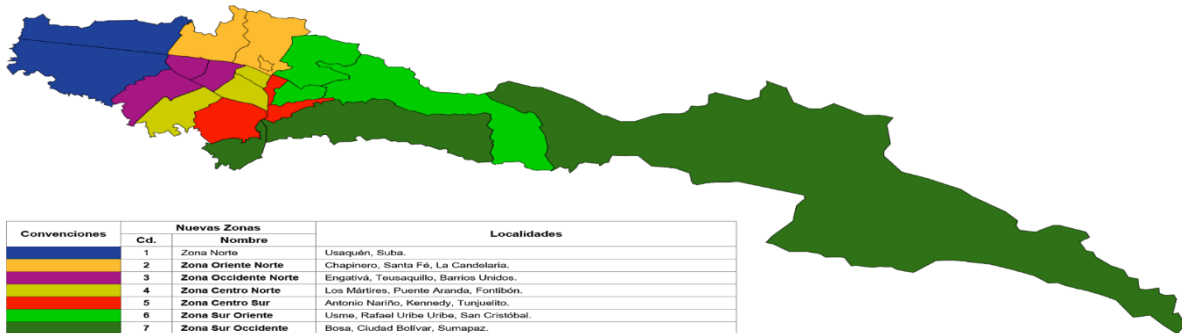 Convenciones Nuevas Zonas Localidades
Cd. Nombre
1 Zona Norte Usaquén, Suba.
2 Zona Oriente Norte Chapinero, Santa Fé, La Candelaria.
3 Zona Occidente Norte Engativá, Teusaquillo, Barrios Unidos.
4 Zona Centro Norte Los Mártires, Puente Aranda, Fontibón.
5 Zona Centro Sur Antonio Nariño, Kennedy, Tunjuelito.
6 Zona Sur Oriente Usme, Rafael Uribe Uribe, San Cristóbal.
7 Zona Sur Occidente Bosa, Ciudad Bolívar, Sumapaz.